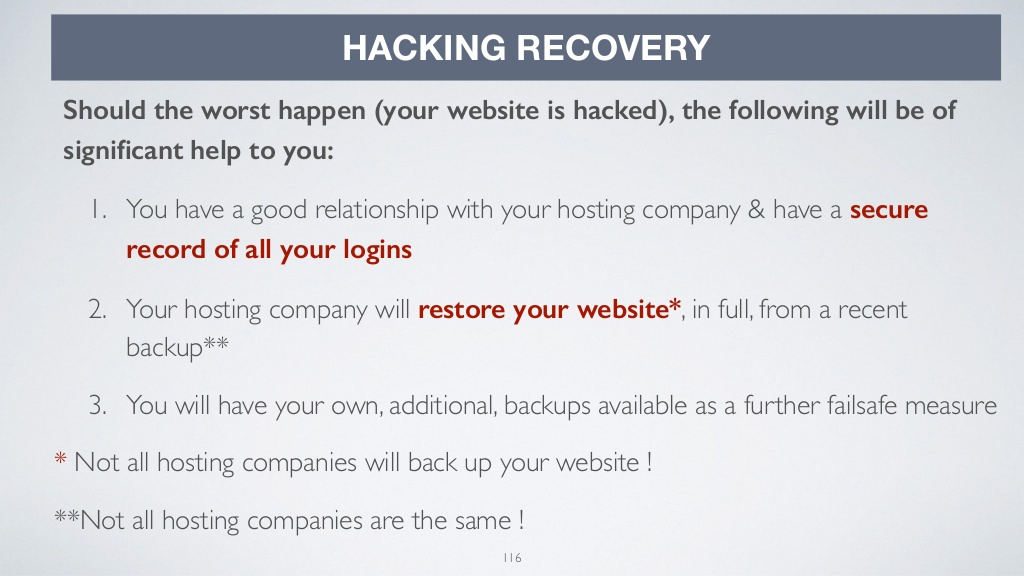 HACKING RECOVERY
Should the worst happen (your website is hacked), the following will be of
significant help to you:
1. You have a good relationship with your hosting company & have a secure
record of all your logins
2. Your hosting company will restore your website*, in full, from a recent
backup**
3. You will have your own, additional, backups available as a further failsafe measure
* Not all hosting companies will back up your website !
**Not all hosting companies are the same !
116